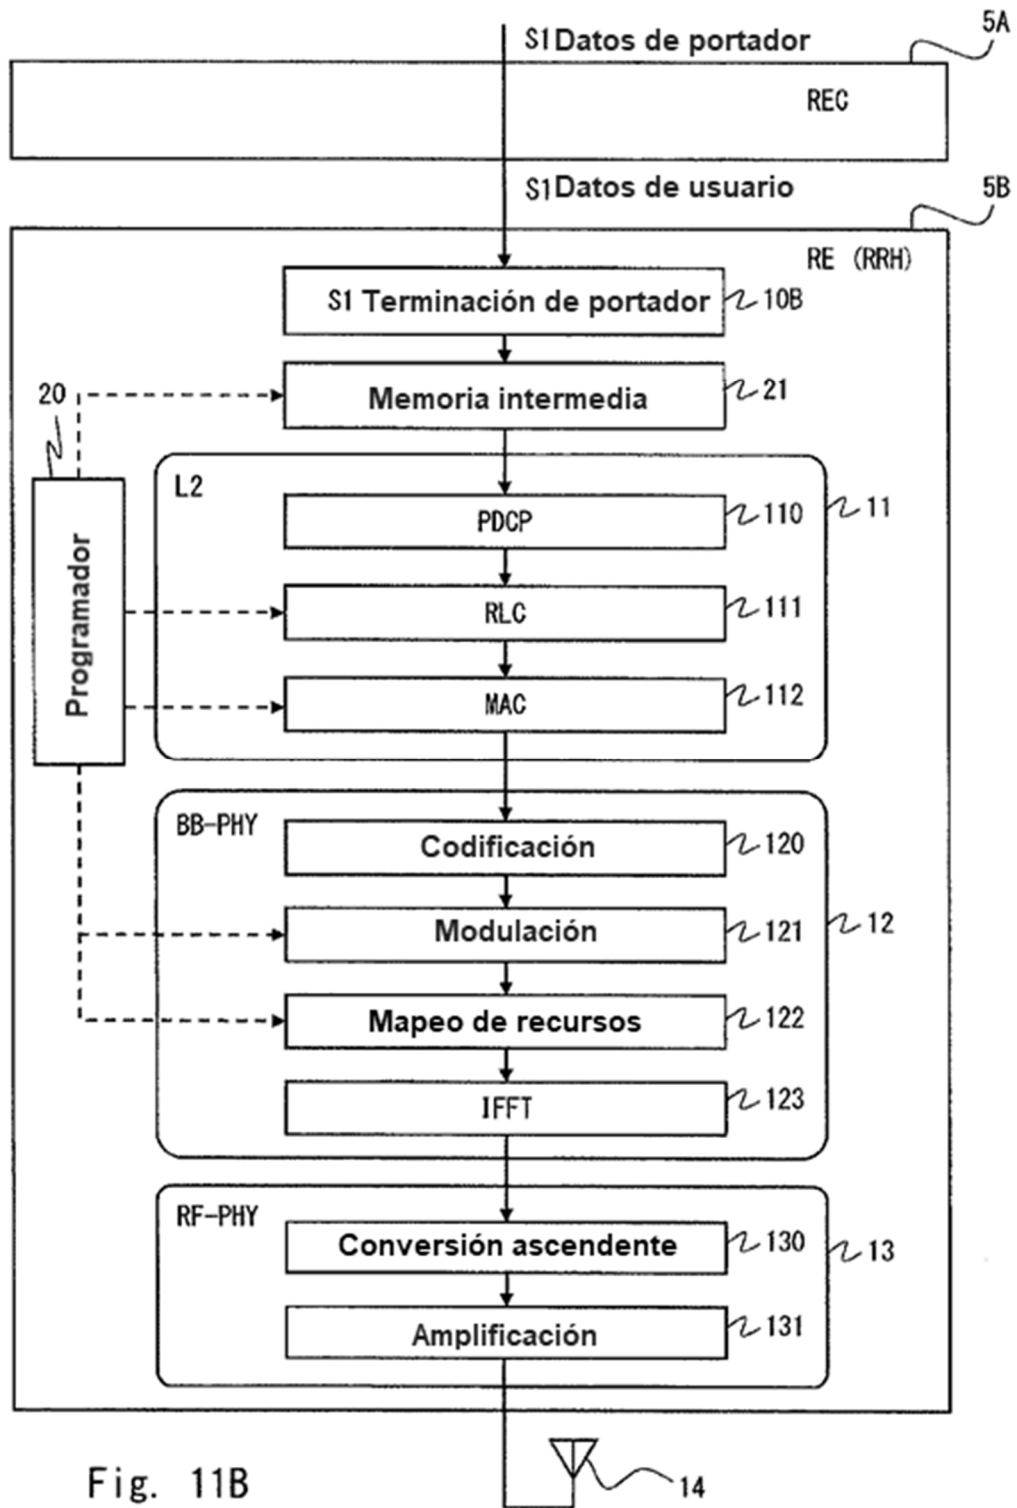 S1 Datos de portador
5A
REC
S1 Datos de usuario
5B
RE (RRH)
S1 Terminación de portador
10B
20
Memoria intermedia
21
L2
PDCP
110
11
Programador
RLC
111
MAC
112
BB-PHY
Codificación
120
Modulación
121
12
Mapeo de recursos
122
IFFT
123
RF-PHY
Conversión ascendente
130
13
Amplificación
131
Fig. 11B
14